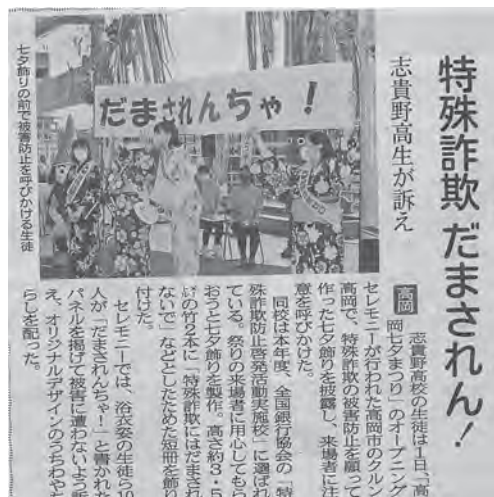 特殊詐欺 だまされん!
志貴野高生が訴え
だまされんちゃ!
七夕飾りの前で被害防止を呼びかける生徒
高岡
志貴野高校の生徒は1日、「高
岡七夕まつり」のオープニング
セレモニーが行われた高岡市のクルン
高岡で、特殊詐欺の被害防止を願って
作った七夕飾りを披露し、来場者に注
意を呼びかけた。
同校は本年度、全国銀行協会の「特
殊詐欺防止啓発活動実施校」に選ばれ
ている。祭りの来場者に用心してもら
おうと七夕飾りを製作。高さ約3・5
㍍の竹2本に「特殊詐欺にはだまされ
ないで」などとしたためた短冊を飾り
付けた。
セレモニーでは、浴衣姿の生徒ら10
人が「だまされんちゃ!」と書かれた
パネルを掲げて被害に遭わないよう訴
え、オリジナルデザインのうちわやち
らしを配った。